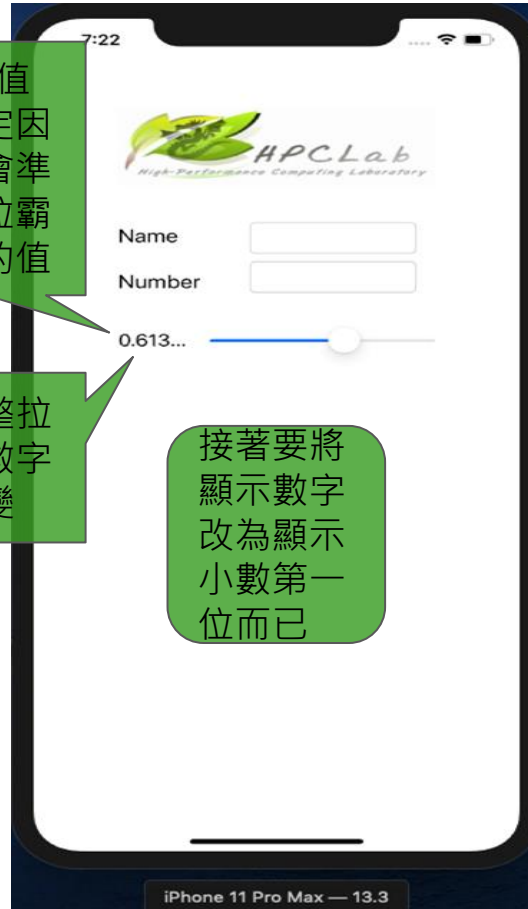 7:22
值
定因
會準
拉霸
的值
HPCLab
High-Performance Computing Laboratory
Name
Number
0.613...
整拉
數字
變
接著要將
顯示數字
改為顯示
小數第一
位而已
iPhone 11 Pro Max — 13.3